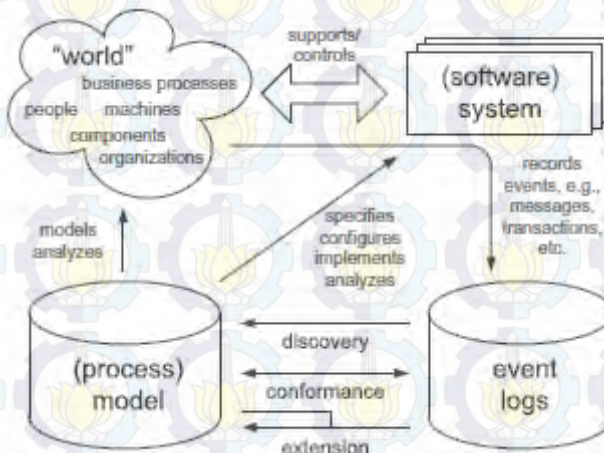 "world"
business processes
people machines
components
organizations
supports/
controls
(software)
system
records
events, e.g.,
messages,
transactions,
etc.
models
analyzes
specifies
configures
implements
analyzes
(process)
model
discovery
conformance
extension
event
logs